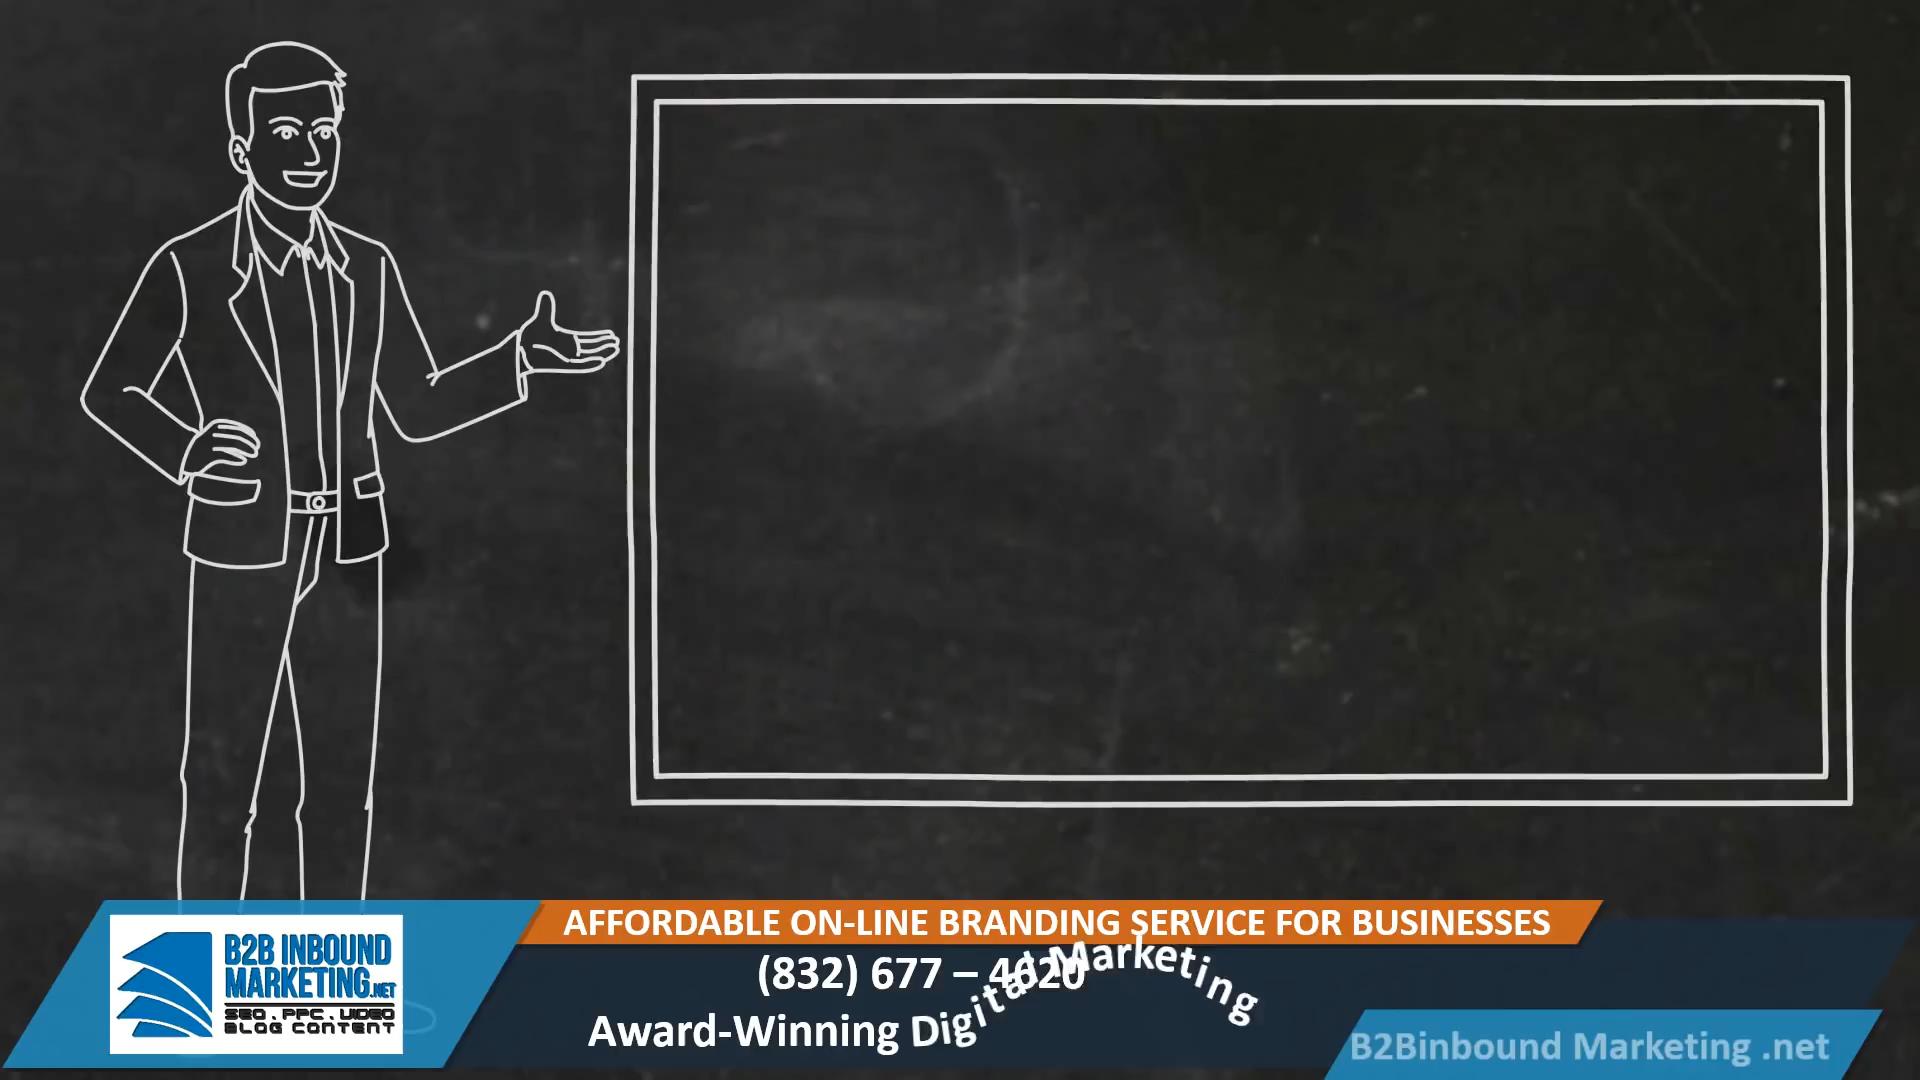 AFFORDABLE ON-LINE BRANDING SERVICE FOR BUSINESSES
B2B INBOUND
MARKETING.NET
SEO . PPC . VIDEO
BLOG CONTENT
(832) 677 – 4620
Award-Winning Digital Marketing
B2Binbound Marketing .net